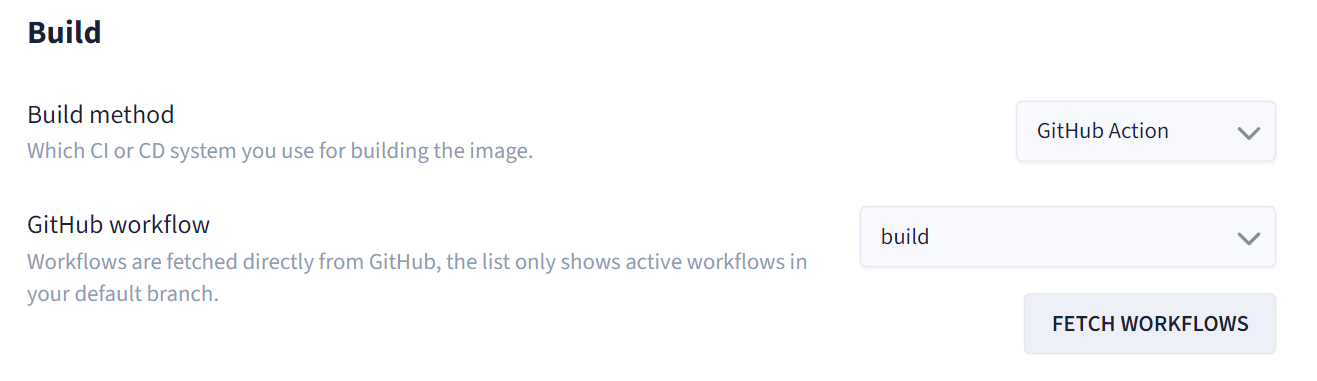 Build
Build method
Which CI or CD system you use for building the image.
GitHub Action
GitHub workflow
Workflows are fetched directly from GitHub, the list only shows active workflows in
your default branch.
build
FETCH WORKFLOWS